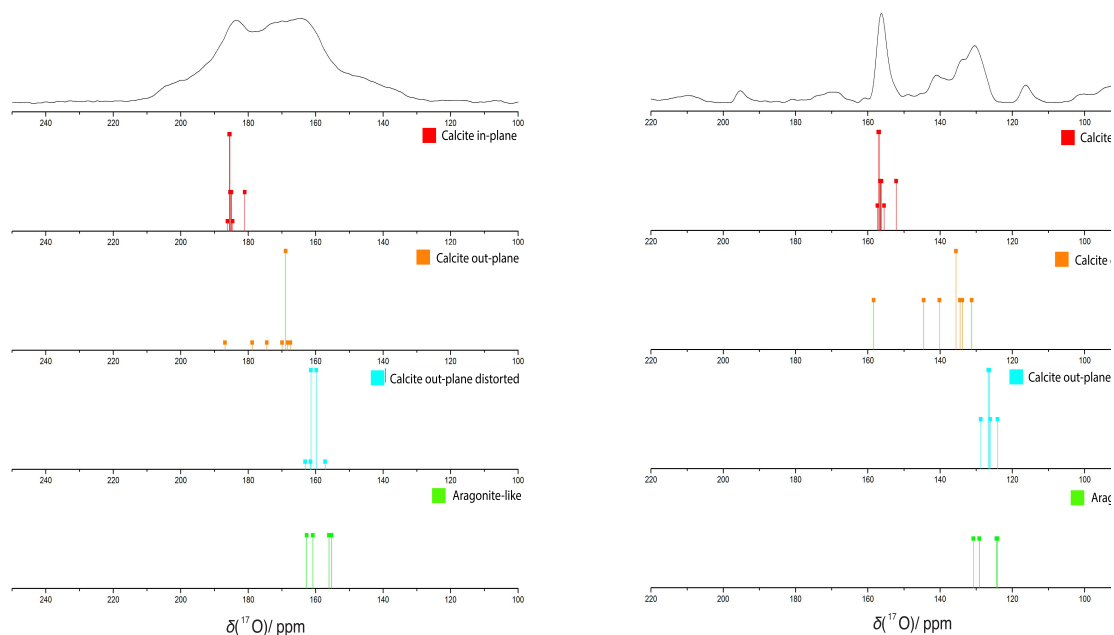 240 220 200 180 160 140 120 100
Calcite in-plane
240 220 200 180 160 140 120 100
Calcite out-plane
240 220 200 180 160 140 120 100
Calcite out-plane distorted
240 220 200 180 160 140 120 100
Aragonite-like
240 220 200 180 160 140 120 100
δ(¹⁷O)/ ppm
220 200 180 160 140 120 100
Calcite
220 200 180 160 140 120 100
Calcite
220 200 180 160 140 120 100
Calcite out-plane
220 200 180 160 140 120 100
Arag
220 200 180 160 140 120 100
δ(¹⁷O)/ ppm